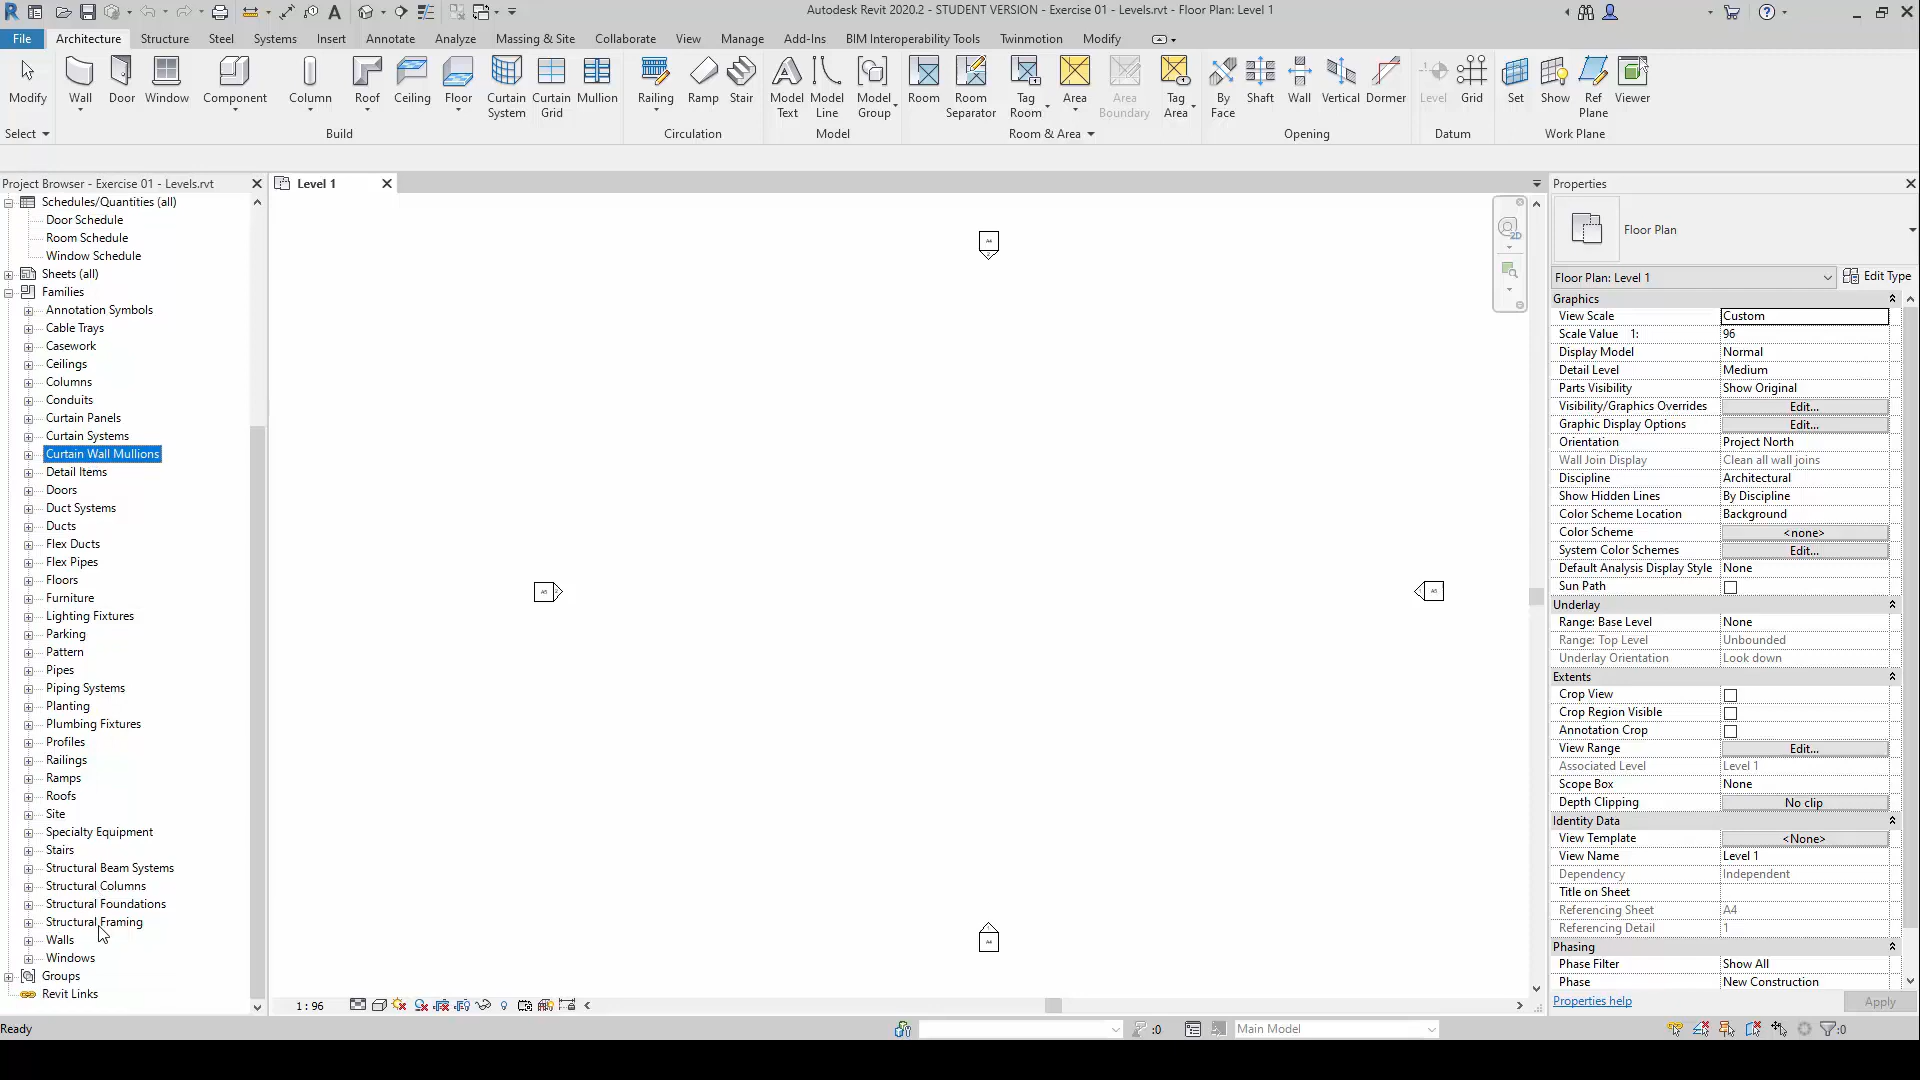 Autodesk Revit 2020.2 - STUDENT VERSION - Exercise 01 - Levels.rvt - Floor Plan: Level 1
File Architecture Structure Steel Systems Insert Annotate Analyze Massing & Site Collaborate View Manage Add-Ins BIM Interoperability Tools Twinmotion Modify
Modify Wall Door Window Component Column Roof Ceiling Floor Curtain System Curtain Grid Mullion Railing Ramp Stair Model Text Model Line Model Group Room Room Separator Tag Room Area Area Boundary Tag Area By Face Shaft Wall Vertical Dormer Level Grid Set Show Ref Plane Viewer
Select Build Circulation Model Room & Area Opening Datum Work Plane
Project Browser - Exercise 01 - Levels.rvt
Schedules/Quantities (all)
Door Schedule
Room Schedule
Window Schedule
Sheets (all)
Families
Annotation Symbols
Cable Trays
Casework
Ceilings
Columns
Conduits
Curtain Panels
Curtain Systems
Curtain Wall Mullions
Detail Items
Doors
Duct Systems
Ducts
Flex Ducts
Flex Pipes
Floors
Furniture
Lighting Fixtures
Parking
Pattern
Pipes
Piping Systems
Planting
Plumbing Fixtures
Profiles
Railings
Ramps
Roofs
Site
Specialty Equipment
Stairs
Structural Beam Systems
Structural Columns
Structural Foundations
Structural Framing
Walls
Windows
Groups
Revit Links
Level 1
2D
1 : 96
Properties
Floor Plan
Floor Plan: Level 1 Edit Type
Graphics
View Scale Custom
Scale Value 1: 96
Display Model Normal
Detail Level Medium
Parts Visibility Show Original
Visibility/Graphics Overrides Edit...
Graphic Display Options Edit...
Orientation Project North
Wall Join Display Clean all wall joins
Discipline Architectural
Show Hidden Lines By Discipline
Color Scheme Location Background
Color Scheme <none>
System Color Schemes Edit...
Default Analysis Display Style None
Sun Path
Underlay
Range: Base Level None
Range: Top Level Unbounded
Underlay Orientation Look down
Extents
Crop View
Crop Region Visible
Annotation Crop
View Range Edit...
Associated Level Level 1
Scope Box None
Depth Clipping No clip
Identity Data
View Template <None>
View Name Level 1
Dependency Independent
Title on Sheet
Referencing Sheet A4
Referencing Detail 1
Phasing
Phase Filter Show All
Phase New Construction
Properties help Apply
Ready :0 Main Model :0